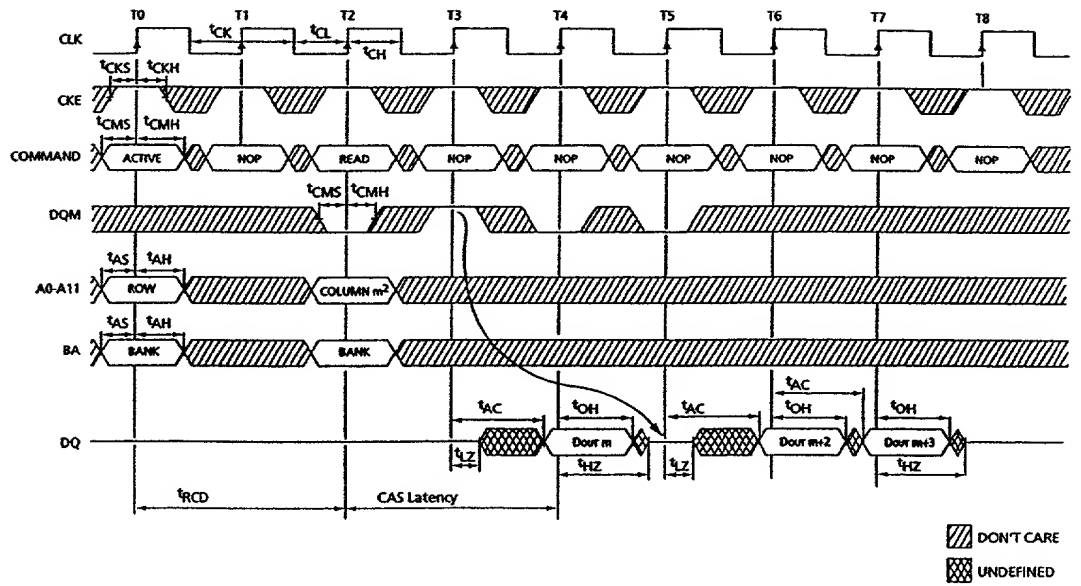 T0 T1 T2 T3 T4 T5 T6 T7 T8
CLK tCK tCL tCH
tCKS tCKH
CKE
tCMS tCMH
COMMAND ACTIVE NOP READ NOP NOP NOP NOP NOP NOP
tCMS tCMH
DQM
tAS tAH
A0-A11 ROW COLUMN m2
tAS tAH
BA BANK BANK
tAC tOH tAC tAC tOH tOH
DQ DOUT m DOUT m+2 DOUT m+3
tLZ tHZ tLZ tHZ
tRCD CAS Latency
DON'T CARE
UNDEFINED